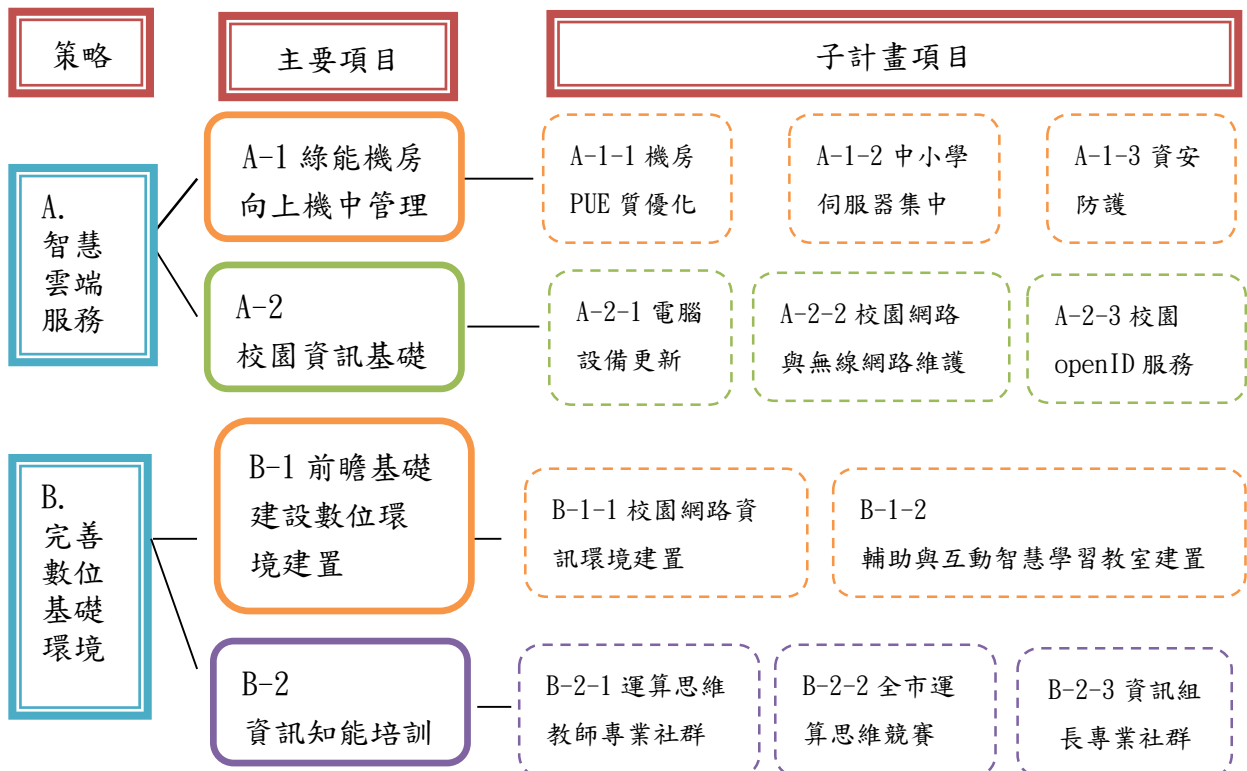 策略
主要項目
子計畫項目
A.
智慧
雲端
服務
A-1 綠能機房
向上機中管理
A-1-1 機房
PUE 質優化
A-1-2 中小學
伺服器集中
A-1-3 資安
防護
A-2
校園資訊基礎
A-2-1 電腦
設備更新
A-2-2 校園網路
與無線網路維護
A-2-3 校園
openID 服務
B.
完善
數位
基礎
環境
B-1 前瞻基礎
建設數位環
境建置
B-1-1 校園網路資
訊環境建置
B-1-2
輔助與互動智慧學習教室建置
B-2
資訊知能培訓
B-2-1 運算思維
教師專業社群
B-2-2 全市運
算思維競賽
B-2-3 資訊組
長專業社群